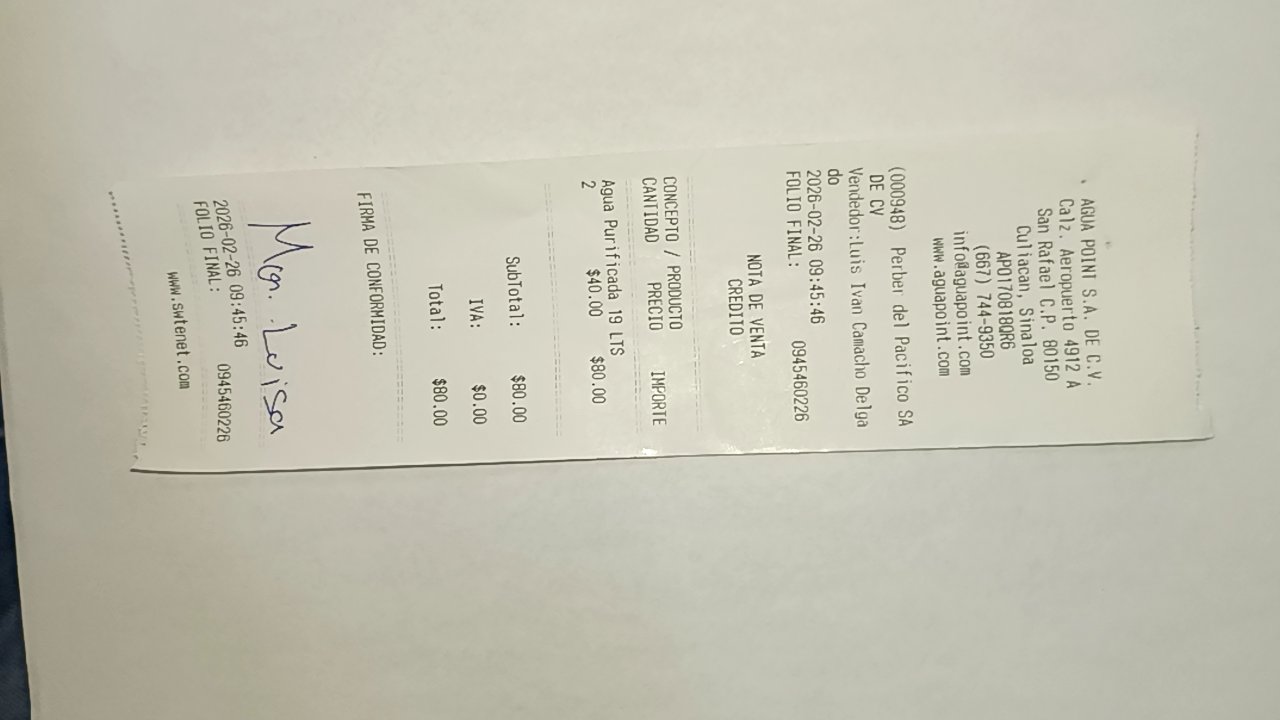 AGUA POINT S.A. DE C.V.
Calz. Aeropuerto 4912 A
San Rafael C.P. 80150
Culiacan, Sinaloa
APO170818QR6
(667) 744-9350
info@aguapoint.com
www.aguapoint.com
(000948) Perber del Pacifico SA
DE CV
Vendedor:Luis Ivan Camacho Delga
do
2026-02-26 09:45:46
FOLIO FINAL: 0945460226
NOTA DE VENTA
CREDITO
CONCEPTO / PRODUCTO
CANTIDAD PRECIO IMPORTE
Agua Purificada 19 LTS
2 $40.00 $80.00
SubTotal: $80.00
IVA: $0.00
Total: $80.00
FIRMA DE CONFORMIDAD:
Mcn. Luisa
2026-02-26 09:45:46
FOLIO FINAL: 0945460226
www.swtenet.com